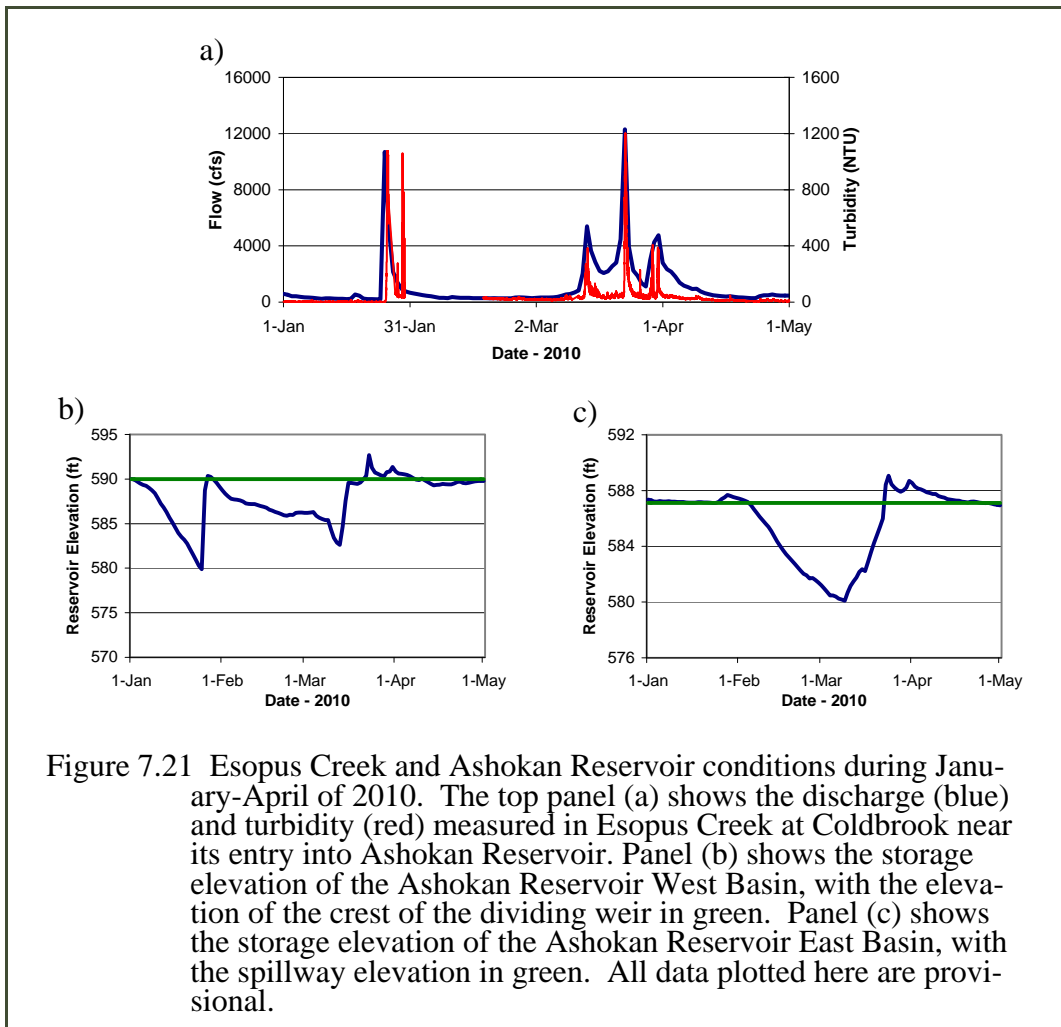 a)
16000
12000
8000
4000
0
Flow (cfs)
1600
1200
800
400
0
Turbidity (NTU)
1-Jan 31-Jan 2-Mar 1-Apr 1-May
Date - 2010
b)
595
590
585
580
575
570
Reservoir Elevation (ft)
1-Jan 1-Feb 1-Mar 1-Apr 1-May
Date - 2010
c)
592
588
584
580
576
Reservoir Elevation (ft)
1-Jan 1-Feb 1-Mar 1-Apr 1-May
Date - 2010
Figure 7.21 Esopus Creek and Ashokan Reservoir conditions during Janu-
ary-April of 2010. The top panel (a) shows the discharge (blue)
and turbidity (red) measured in Esopus Creek at Coldbrook near
its entry into Ashokan Reservoir. Panel (b) shows the storage
elevation of the Ashokan Reservoir West Basin, with the eleva-
tion of the crest of the dividing weir in green. Panel (c) shows
the storage elevation of the Ashokan Reservoir East Basin, with
the spillway elevation in green. All data plotted here are provi-
sional.